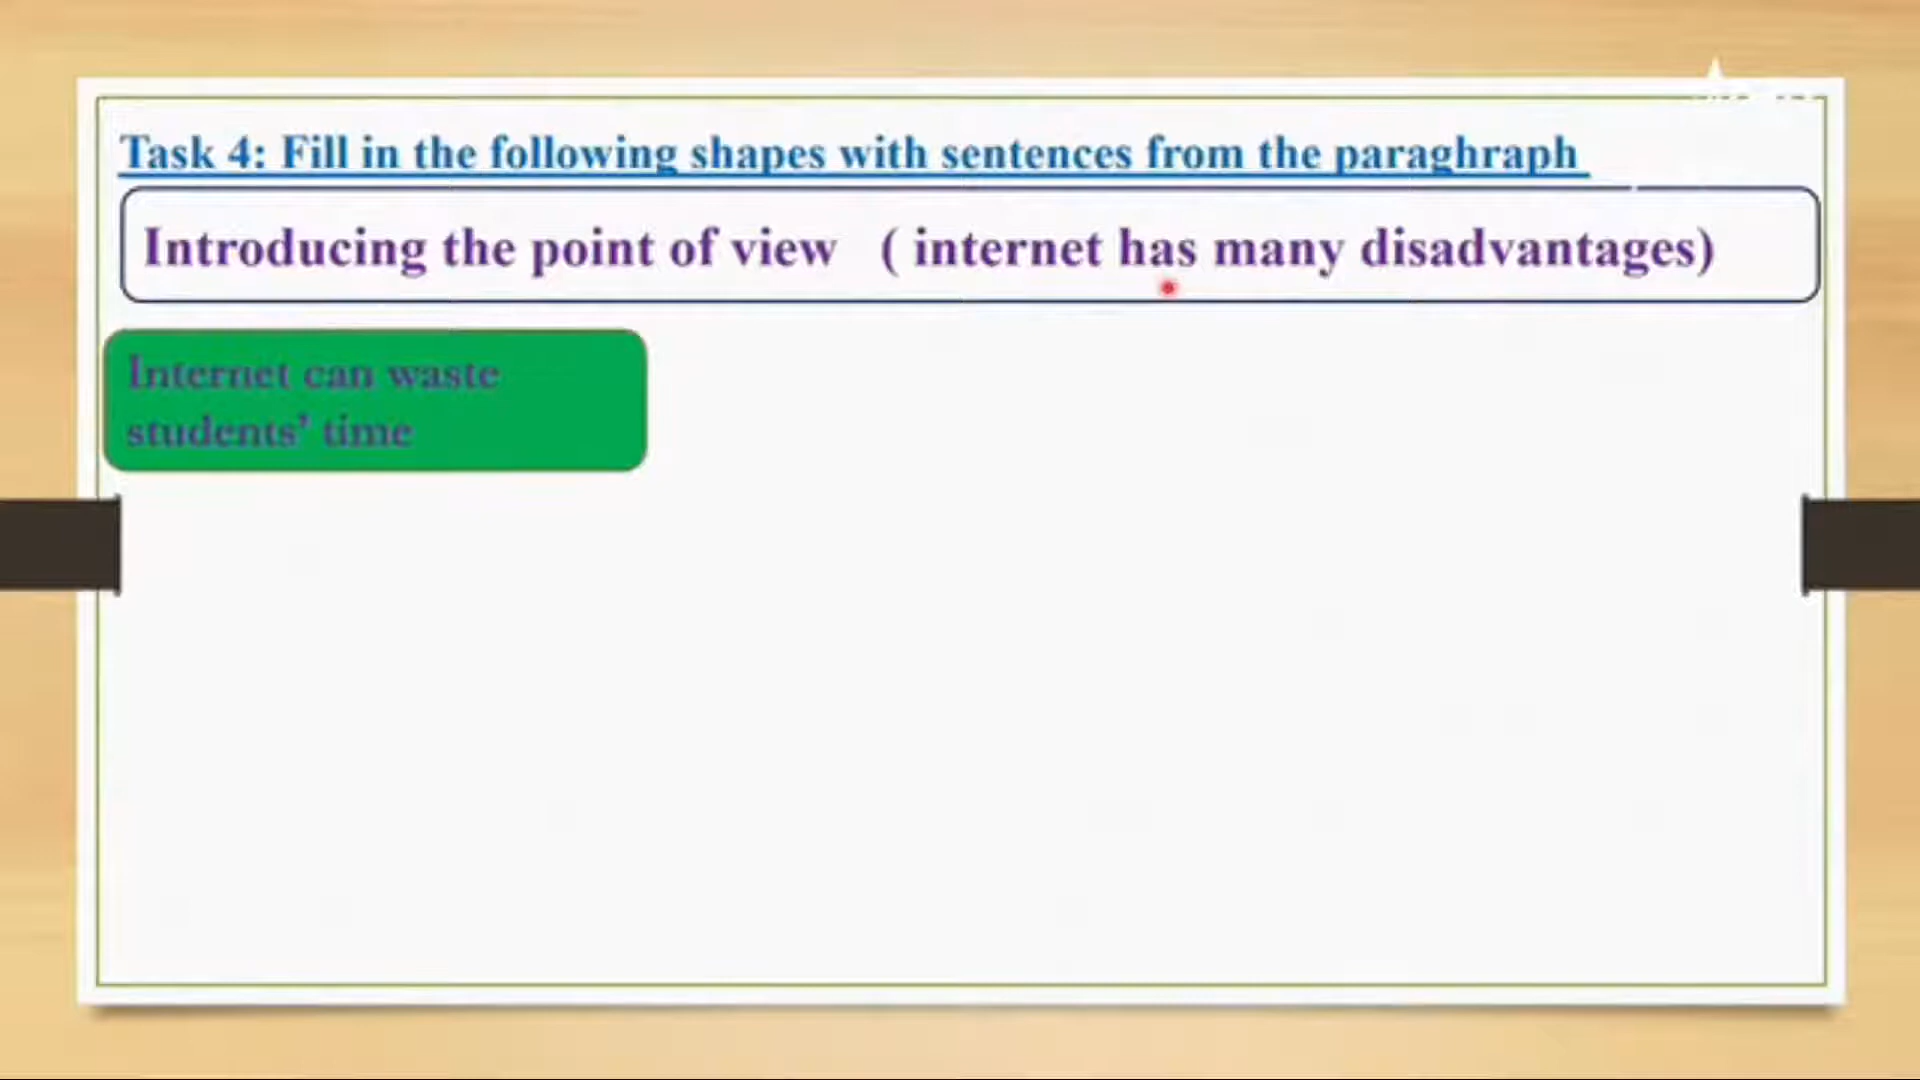 Task 4: Fill in the following shapes with sentences from the paraghraph
Introducing the point of view ( internet has many disadvantages)
Internet can waste
students' time